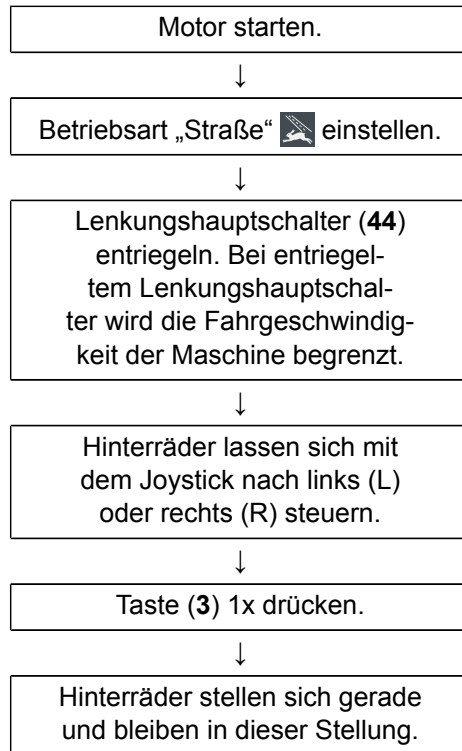 Motor starten.
↓
Betriebsart „Straße“ einstellen.
↓
Lenkungshauptschalter (44)
entriegeln. Bei entriegel-
tem Lenkungshauptschal-
ter wird die Fahrgeschwindig-
keit der Maschine begrenzt.
↓
Hinterräder lassen sich mit
dem Joystick nach links (L)
oder rechts (R) steuern.
↓
Taste (3) 1x drücken.
↓
Hinterräder stellen sich gerade
und bleiben in dieser Stellung.